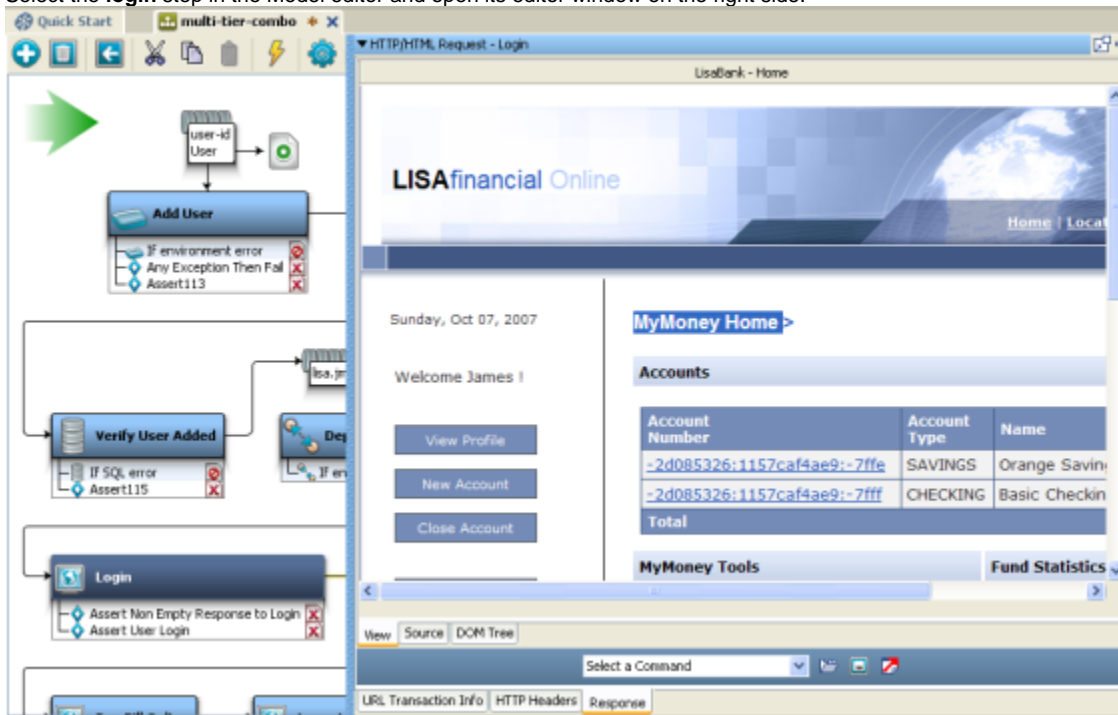 Select the login step in the Model editor and open its editor window on the right side.
Quick Start
multi-tier-combo
HTTP/HTML Request - Login
LisaBank - Home
user-id
User
Add User
If environment error
Any Exception Then Fail
Assert113
lisa.jm
Verify User Added
If SQL error
Assert115
Dep
If en
Login
Assert Non Empty Response to Login
Assert User Login
LISAfinancial Online
Home | Locat
Sunday, Oct 07, 2007
Welcome James !
View Profile
New Account
Close Account
MyMoney Home >
Accounts
Account Number Account Type Name
-2d085326:1157caf4ae9:-7ffe SAVINGS Orange Saving
-2d085326:1157caf4ae9:-7fff CHECKING Basic Checkin
Total
MyMoney Tools Fund Statistics
View Source DOM Tree
Select a Command
URL Transaction Info HTTP Headers Response